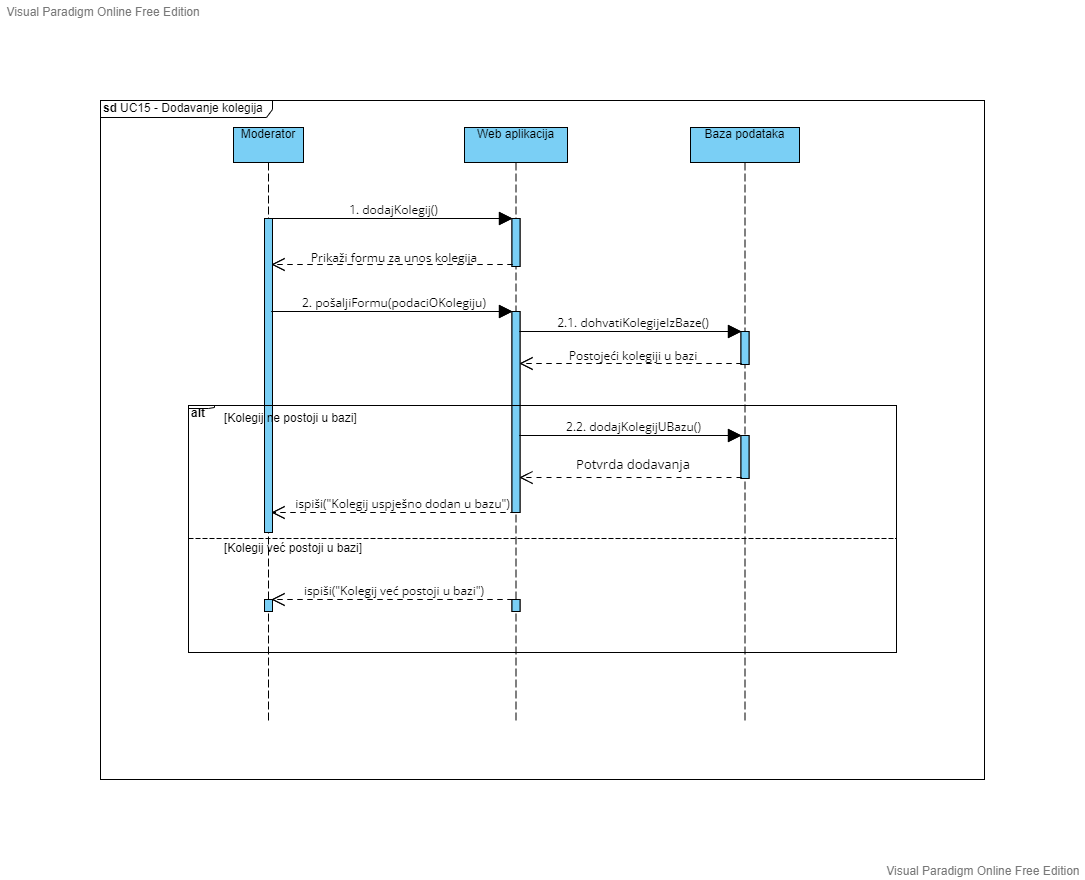 Visual Paradigm Online Free Edition
sd UC15 - Dodavanje kolegija
Moderator
Web aplikacija
Baza podataka
1. dodajKolegij()
Prikaži formu za unos kolegija
2. pošaljiFormu(podaciOKolegiju)
2.1. dohvatiKolegijeIzBaze()
Postojeći kolegiji u bazi
alt
[Kolegij ne postoji u bazi]
2.2. dodajKolegijUBazu()
Potvrda dodavanja
ispiši("Kolegij uspješno dodan u bazu")
[Kolegij već postoji u bazi]
ispiši("Kolegij već postoji u bazi")
Visual Paradigm Online Free Edition